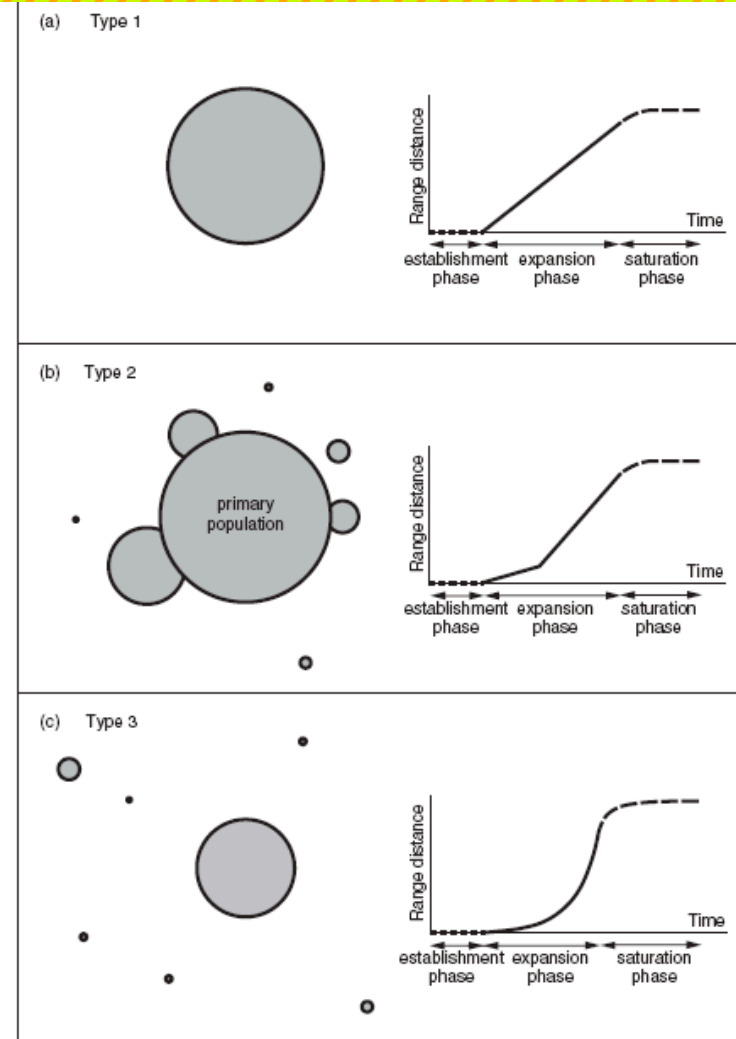 (a) Type 1
Range distance
Time
establishment expansion saturation
phase phase phase
(b) Type 2
primary
population
Range distance
Time
establishment expansion saturation
phase phase phase
(c) Type 3
Range distance
Time
establishment expansion saturation
phase phase phase